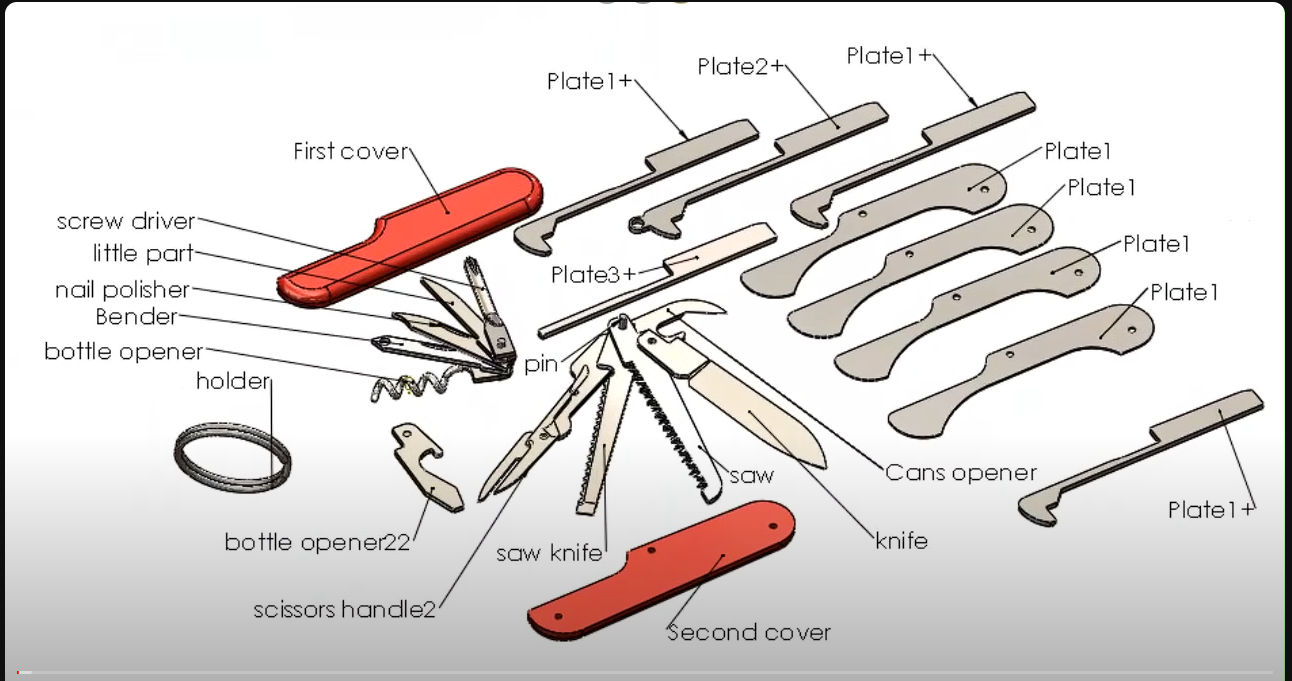 Plate1+
Plate2+
Plate1+
First cover
Plate1
Plate1
screw driver
little part
Plate3+
Plate1
nail polisher
Plate1
Bender
bottle opener
pin
holder
saw
Cans opener
Plate1+
bottle opener22
saw knife
knife
scissors handle2
Second cover